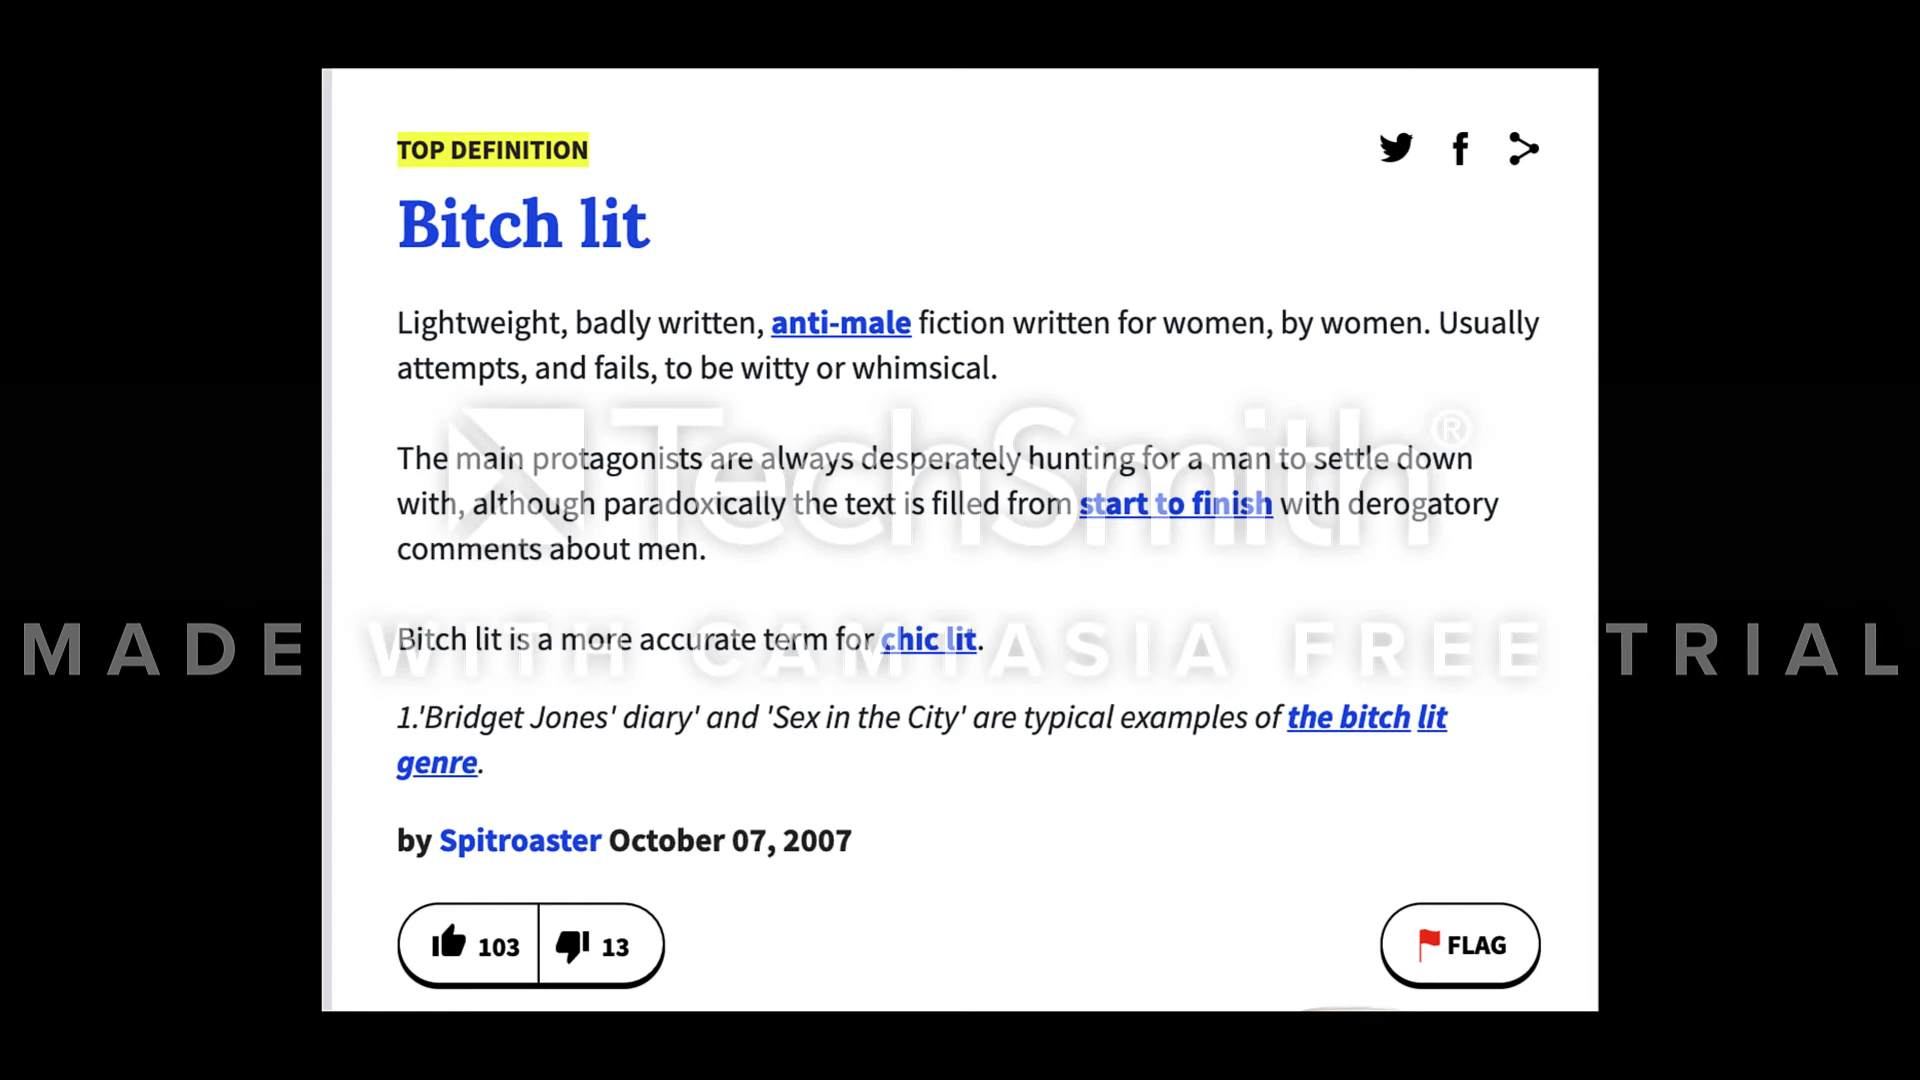 TOP DEFINITION
Bitch lit
Lightweight, badly written, anti-male fiction written for women, by women. Usually
attempts, and fails, to be witty or whimsical.
TechSmith®
The main protagonists are always desperately hunting for a man to settle down
with, although paradoxically the text is filled from start to finish with derogatory
comments about men.
MADE WITH CAMTASIA FREE TRIAL
Bitch lit is a more accurate term for chic lit.
1.'Bridget Jones' diary' and 'Sex in the City' are typical examples of the bitch lit
genre.
by Spitroaster October 07, 2007
103 13
FLAG